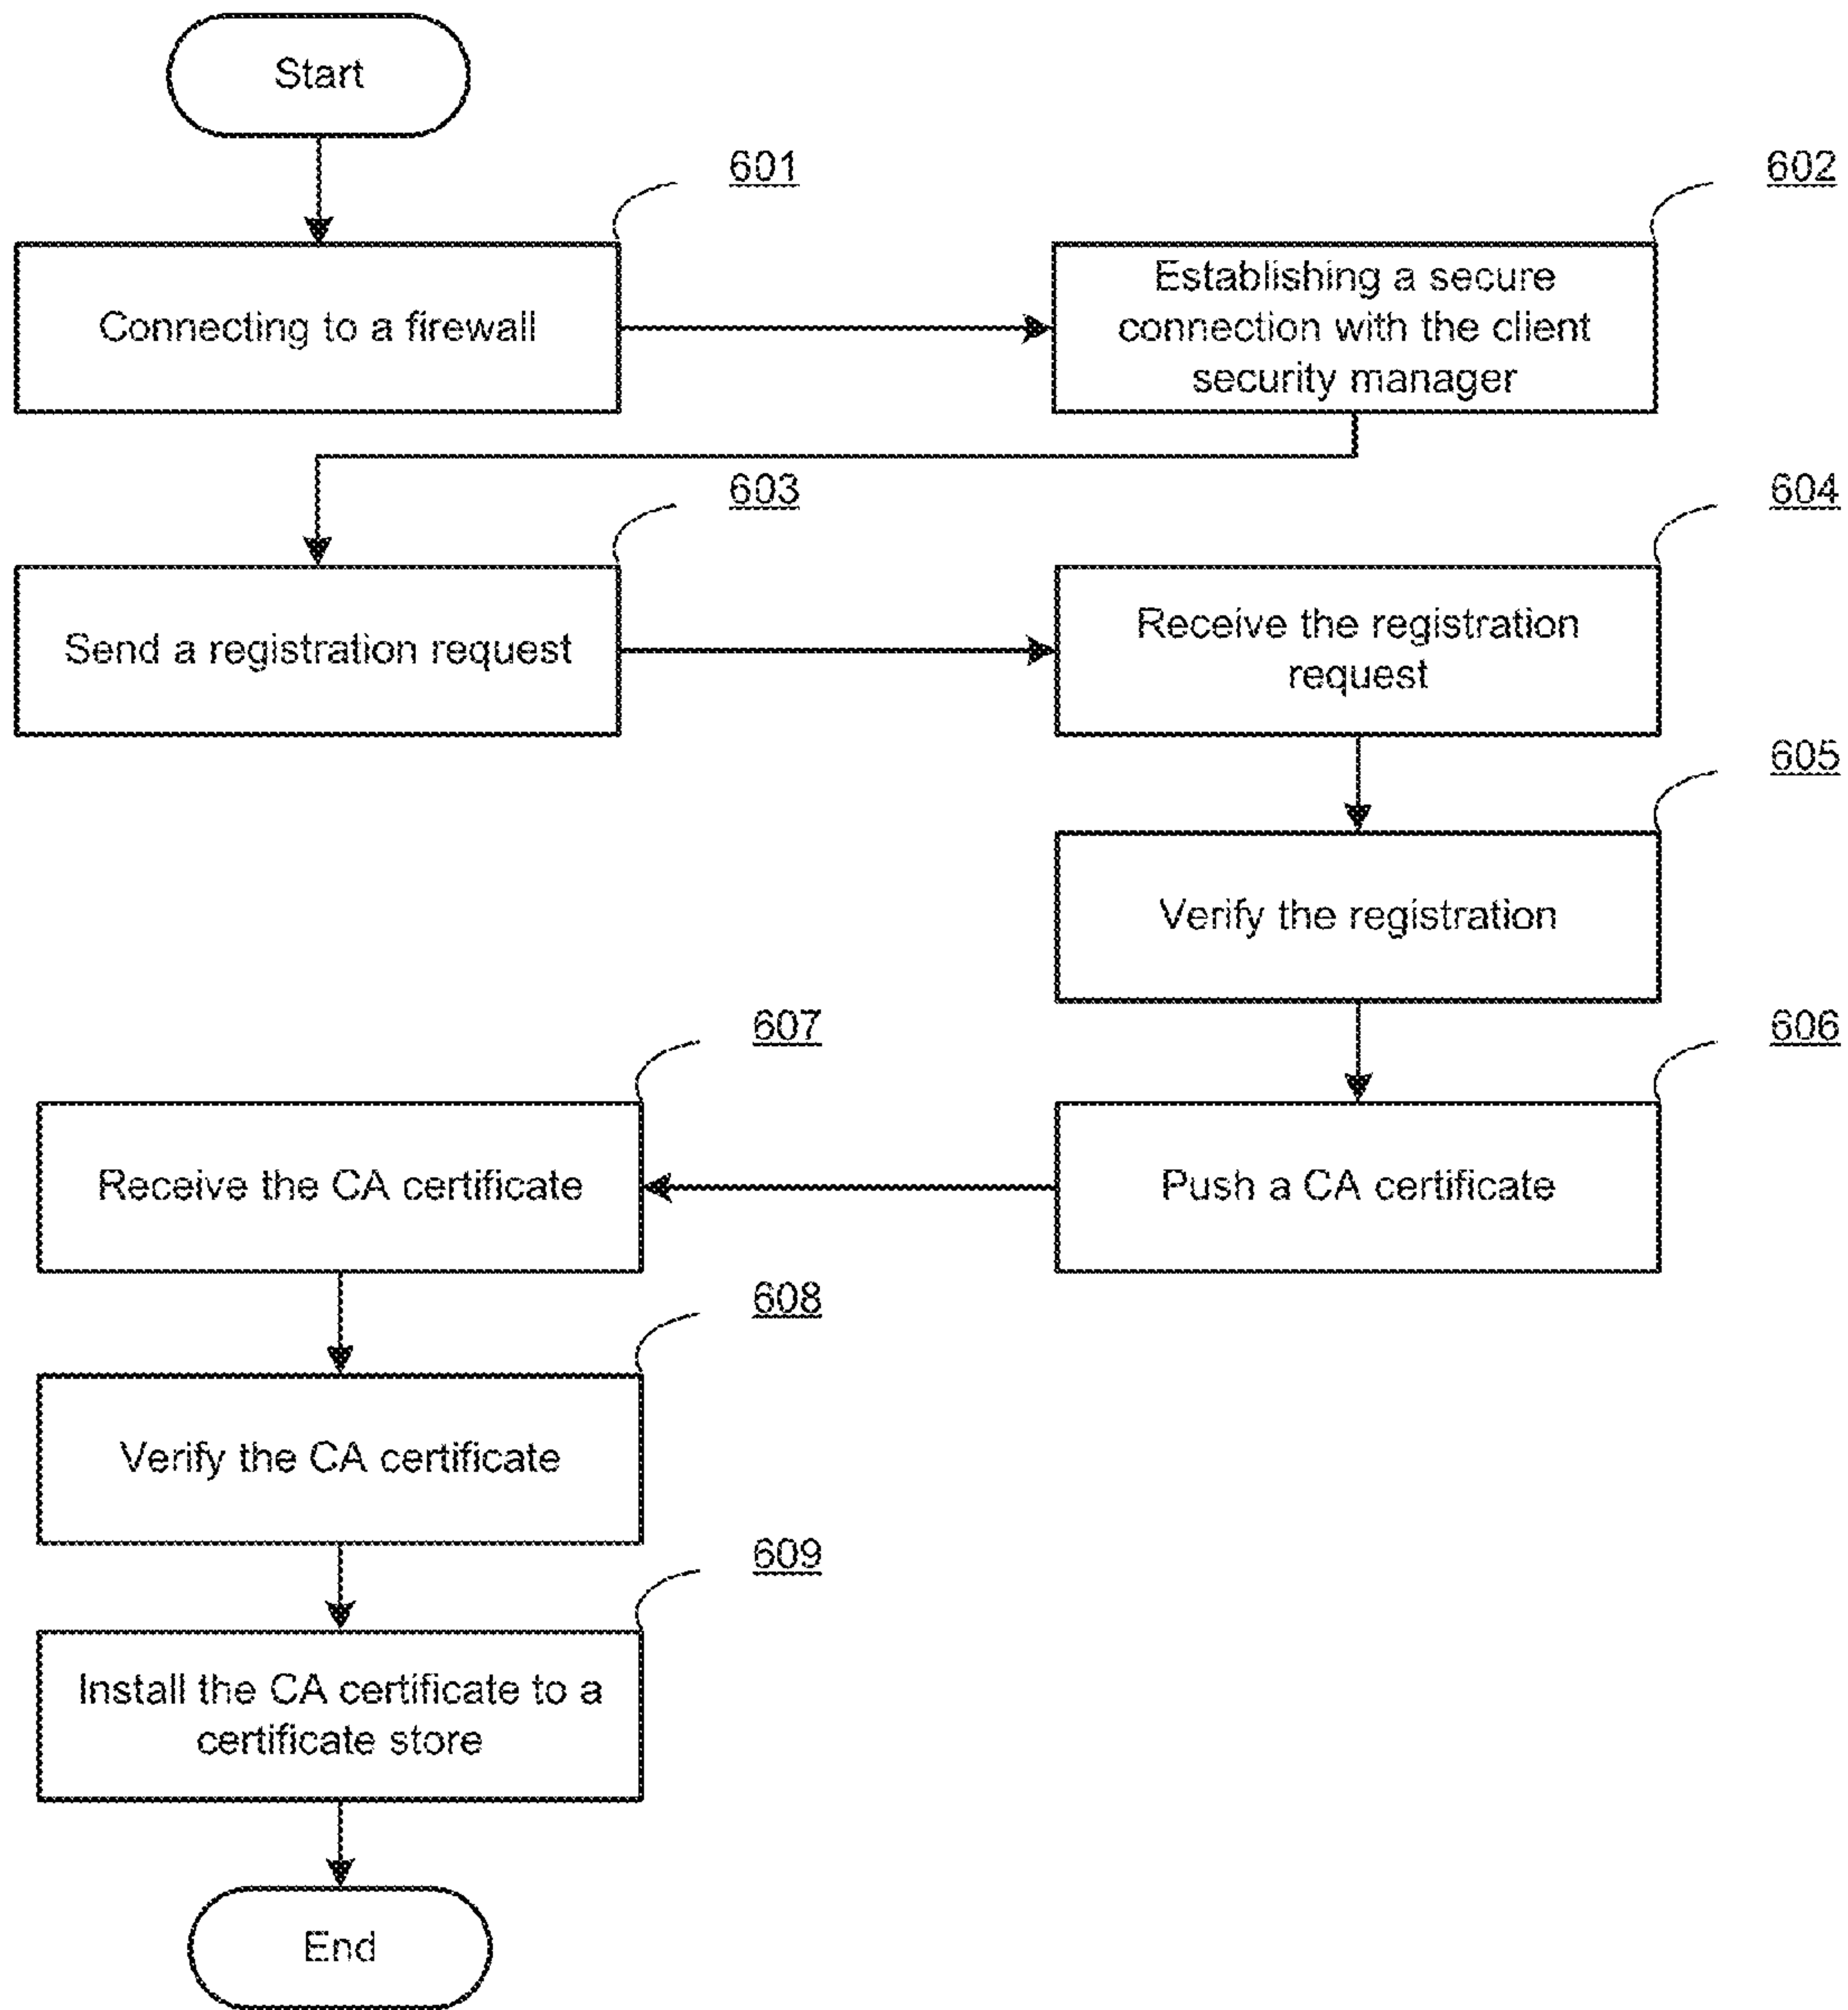 Start
601
Connecting to a firewall
602
Establishing a secure
connection with the client
security manager
603
Send a registration request
604
Receive the registration
request
605
Verify the registration
606
Push a CA certificate
607
Receive the CA certificate
608
Verify the CA certificate
609
Install the CA certificate to a
certificate store
End